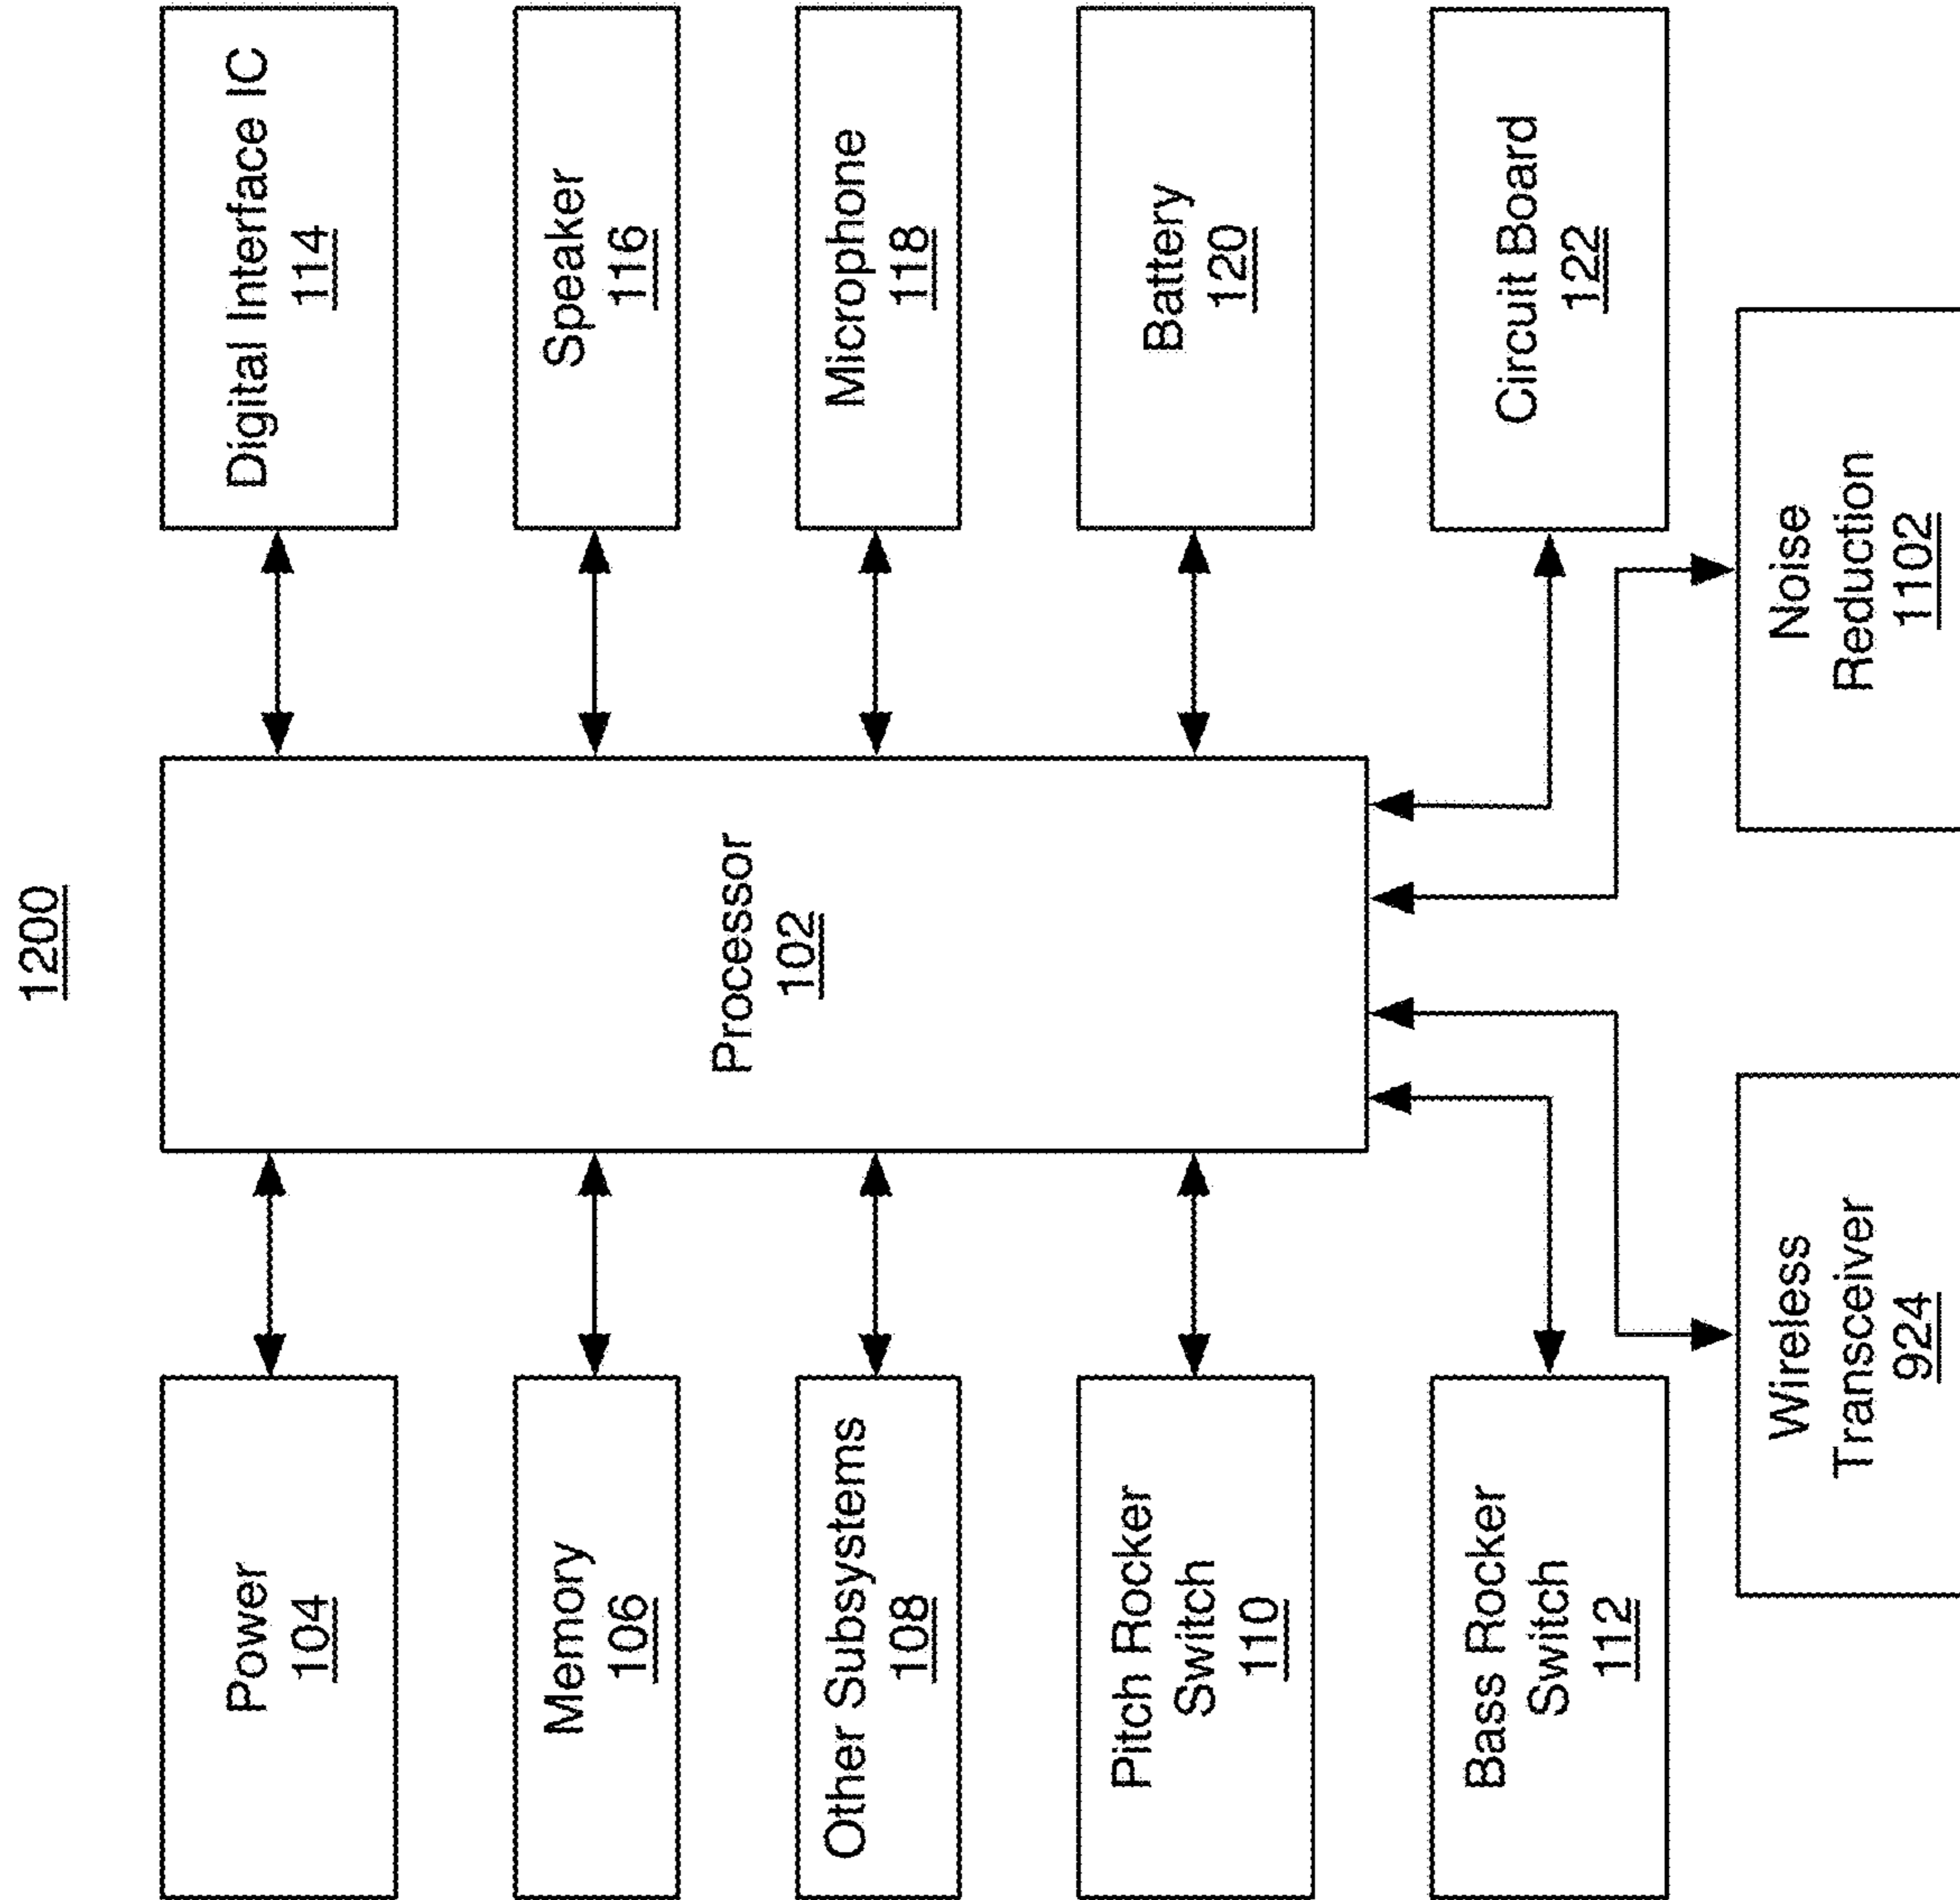 1200
Power
104
Memory
106
Other Subsystems
108
Pitch Rocker
Switch
110
Bass Rocker
Switch
112
Processor
102
Digital Interface IC
114
Speaker
116
Microphone
118
Battery
120
Circuit Board
122
Wireless
Transceiver
924
Noise
Reduction
1102